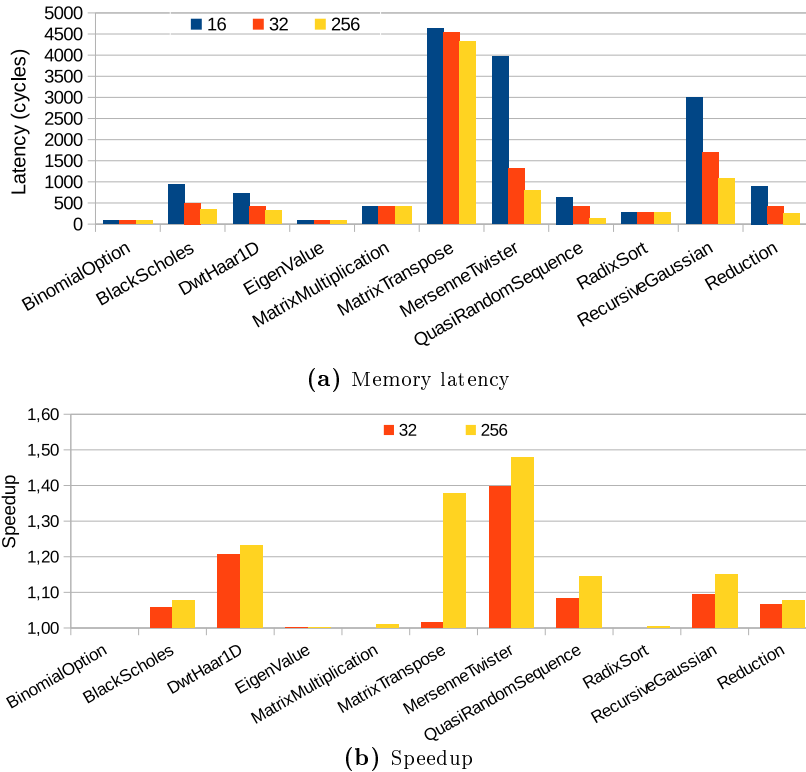 5000
16 32 256
4500
4000
3500
3000
2500
2000
1500
1000
500
0
Latency (cycles)
BinomialOption
BlackScholes
DwtHaar1D
EigenValue
MatrixMultiplication
MatrixTranspose
MersenneTwister
QuasiRandomSequence
RadixSort
RecursiveGaussian
Reduction
(a) Memory latency
1,60
32 256
1,50
1,40
1,30
1,20
1,10
1,00
Speedup
BinomialOption
BlackScholes
DwtHaar1D
EigenValue
MatrixMultiplication
MatrixTranspose
MersenneTwister
QuasiRandomSequence
RadixSort
RecursiveGaussian
Reduction
(b) Speedup